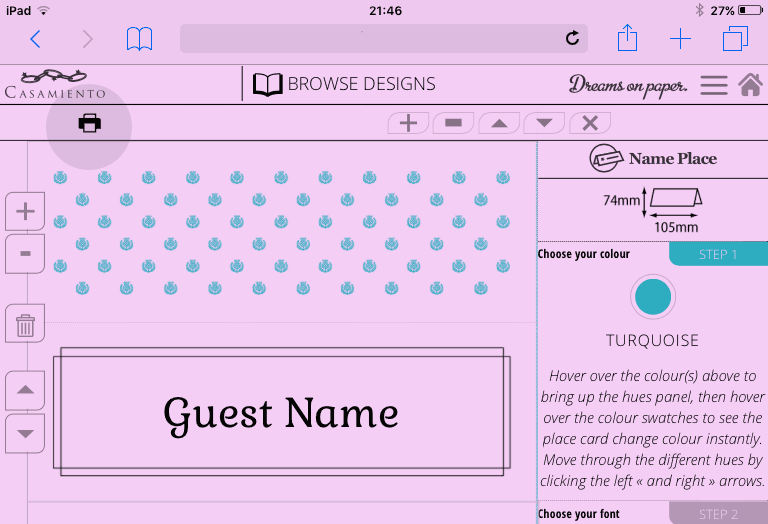 iPad 21:46 27%
CASAMIENTO
BROWSE DESIGNS
Dreams on paper.
Name Place
74mm
105mm
Choose your colour
STEP 1
TURQUOISE
Hover over the colour(s) above to
bring up the hues panel, then hover
over the colour swatches to see the
place card change colour instantly.
Move through the different hues by
clicking the left « and right » arrows.
Choose your font
STEP 2
Guest Name